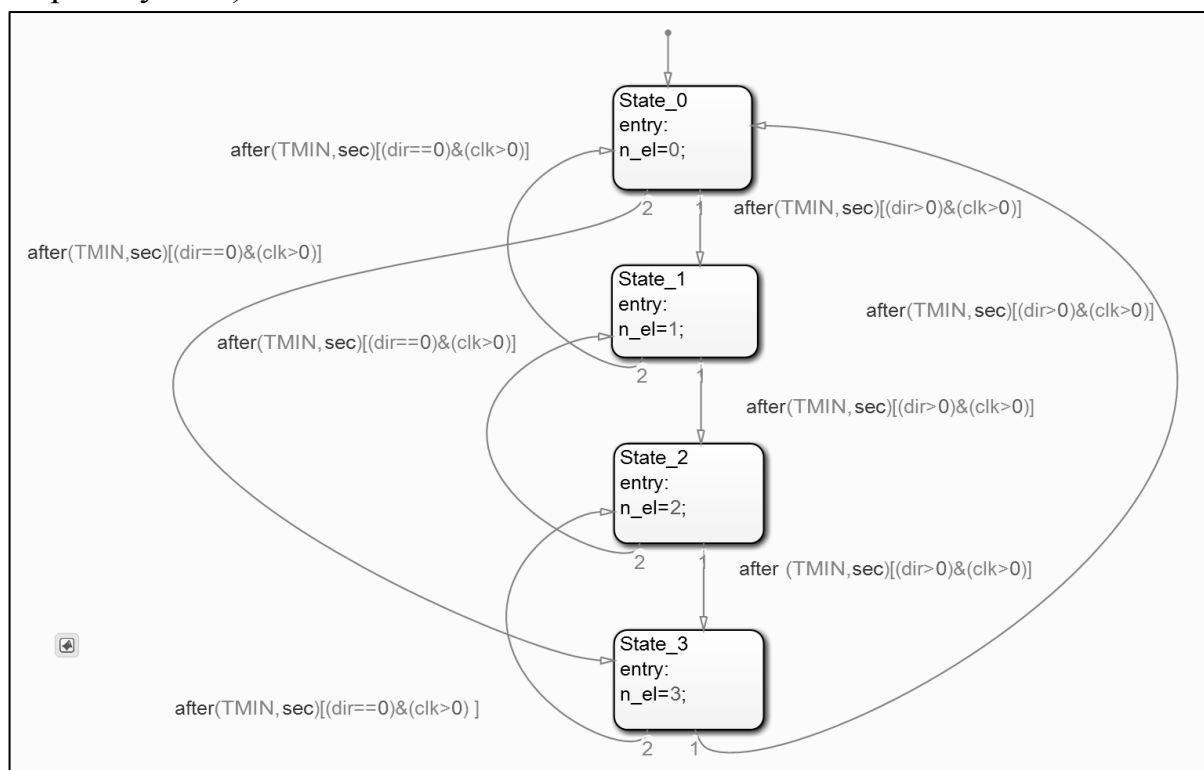 State_0
entry:
n_el=0;
after(TMIN,sec)[(dir==0)&(clk>0)]
2
1
after(TMIN,sec)[(dir>0)&(clk>0)]
after(TMIN,sec)[(dir==0)&(clk>0)]
State_1
entry:
n_el=1;
after(TMIN,sec)[(dir>0)&(clk>0)]
after(TMIN,sec)[(dir==0)&(clk>0)]
2
1
after(TMIN,sec)[(dir>0)&(clk>0)]
State_2
entry:
n_el=2;
2
1
after (TMIN,sec)[(dir>0)&(clk>0)]
State_3
entry:
n_el=3;
after(TMIN,sec)[(dir==0)&(clk>0) ]
2
1